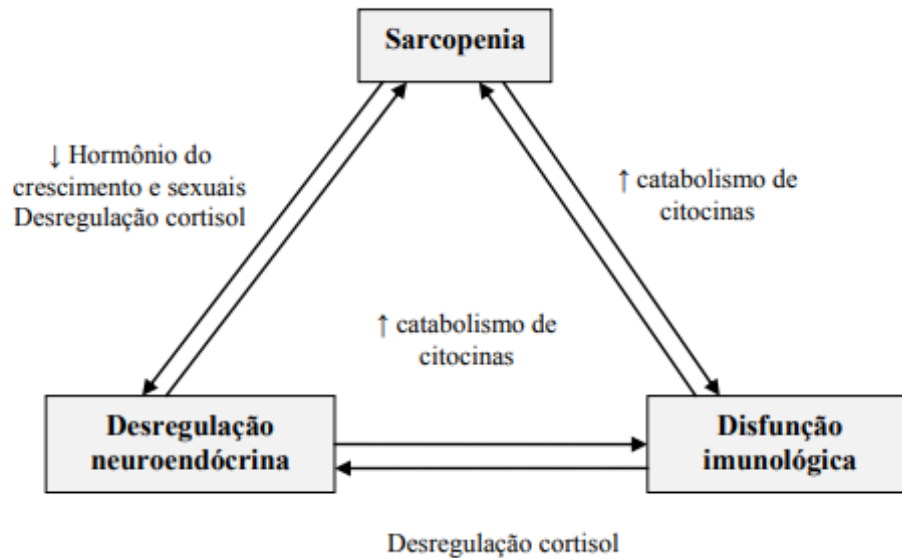 Sarcopenia
↓ Hormônio do
crescimento e sexuais
Desregulação cortisol
↑ catabolismo de
citocinas
↑ catabolismo de
citocinas
Desregulação
neuroendócrina
Disfunção
imunológica
Desregulação cortisol